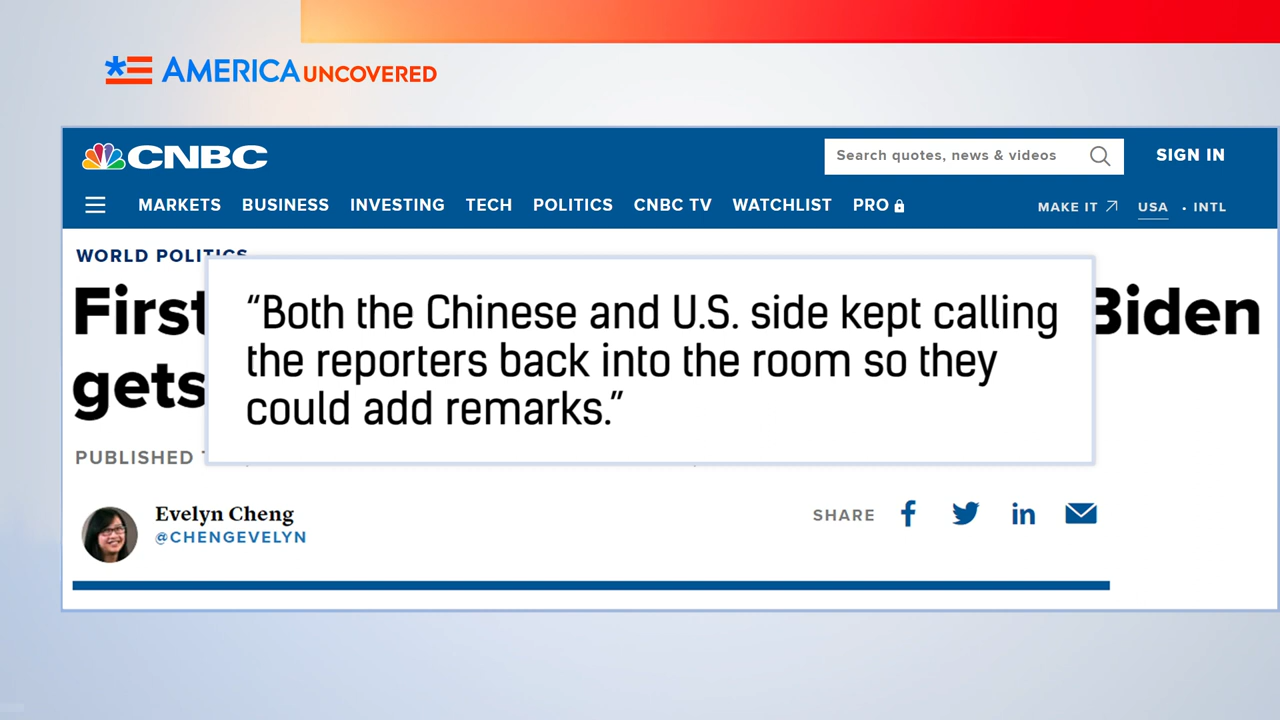 AMERICA UNCOVERED
CNBC
Search quotes, news & videos
SIGN IN
MARKETS BUSINESS INVESTING TECH POLITICS CNBC TV WATCHLIST PRO
MAKE IT USA · INTL
WORLD POLITICS
First Biden
gets
“Both the Chinese and U.S. side kept calling
the reporters back into the room so they
could add remarks.”
PUBLISHED
Evelyn Cheng
@CHENGEVELYN
SHARE